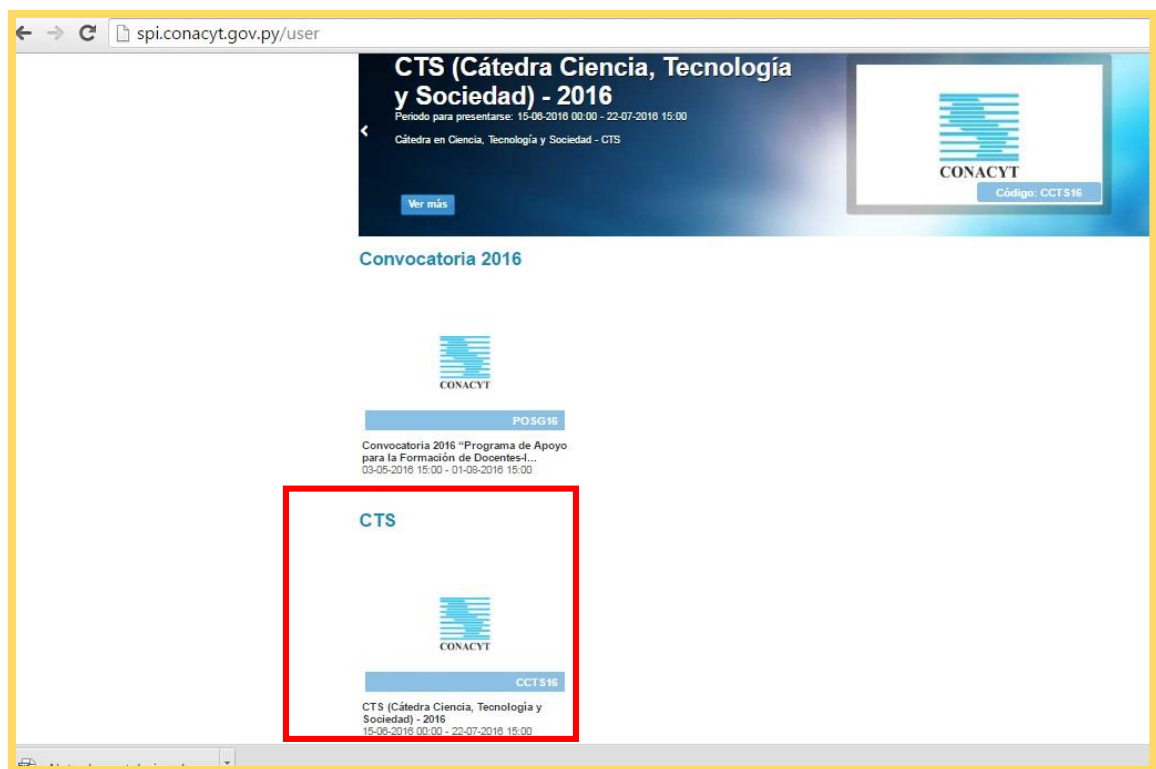 spi.conacyt.gov.py/user
CTS (Cátedra Ciencia, Tecnología
y Sociedad) - 2016
Periodo para presentarse: 15-06-2016 00:00 - 22-07-2016 15:00
Cátedra en Ciencia, Tecnología y Sociedad - CTS
Ver más
CONACYT
Código: CCTS16
Convocatoria 2016
CONACYT
POSG16
Convocatoria 2016 “Programa de Apoyo
para la Formación de Docentes-I...
03-05-2016 15:00 - 01-08-2016 15:00
CTS
CONACYT
CCTS16
CTS (Cátedra Ciencia, Tecnología y
Sociedad) - 2016
15-06-2016 00:00 - 22-07-2016 15:00